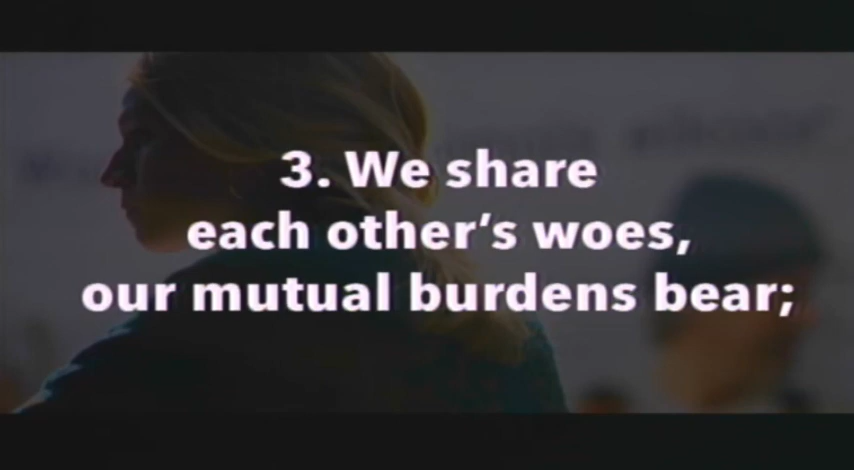 3. We share
each other’s woes,
our mutual burdens bear;